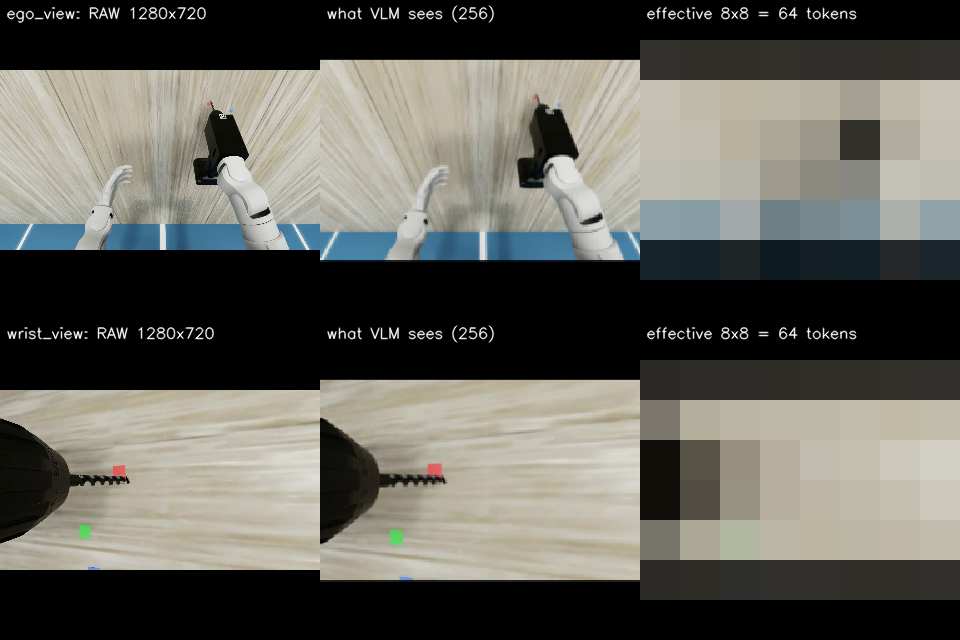 ego_view: RAW 1280x720
what VLM sees (256)
effective 8x8 = 64 tokens
wrist_view: RAW 1280x720
what VLM sees (256)
effective 8x8 = 64 tokens